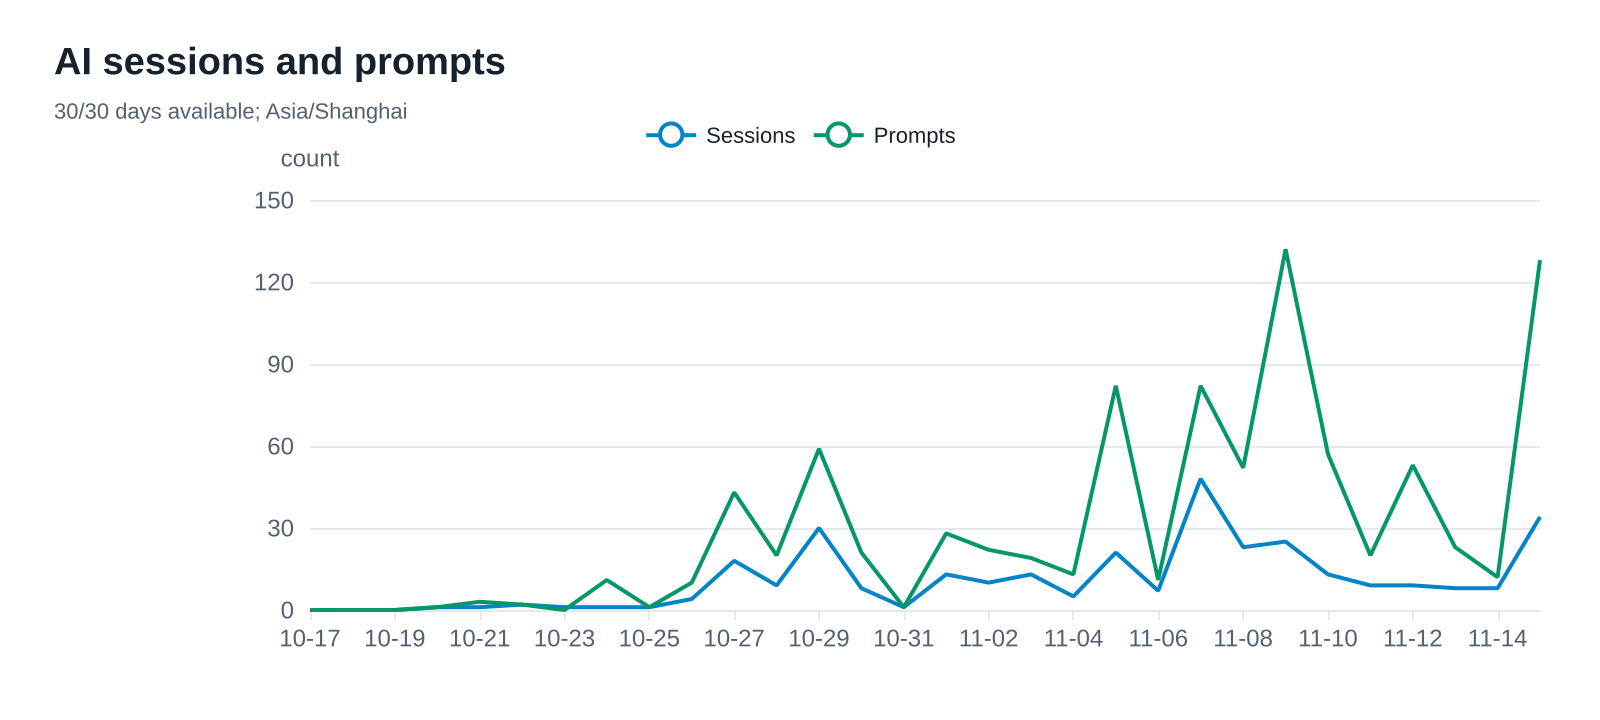 AI sessions and prompts
30/30 days available; Asia/Shanghai
Sessions Prompts
count
150
120
90
60
30
0
10-17 10-19 10-21 10-23 10-25 10-27 10-29 10-31 11-02 11-04 11-06 11-08 11-10 11-12 11-14